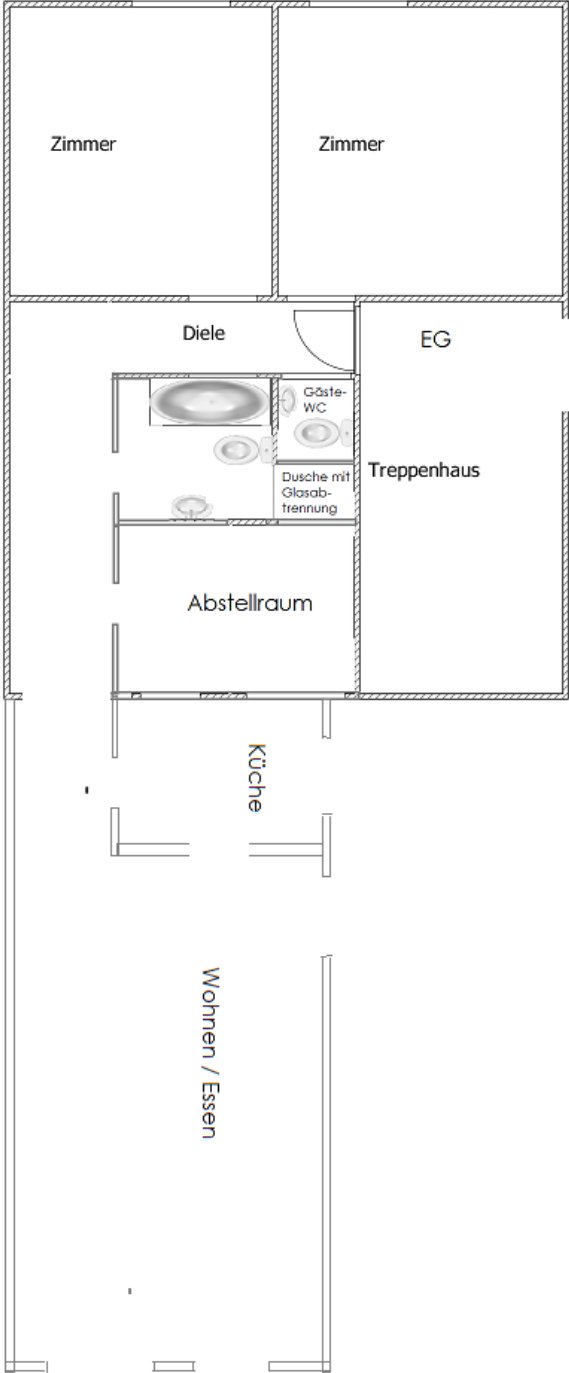 Zimmer
Zimmer
Diele
EG
Gäste-
WC
Treppenhaus
Dusche mit
Glasab-
trennung
Abstellraum
Küche
Wohnen / Essen